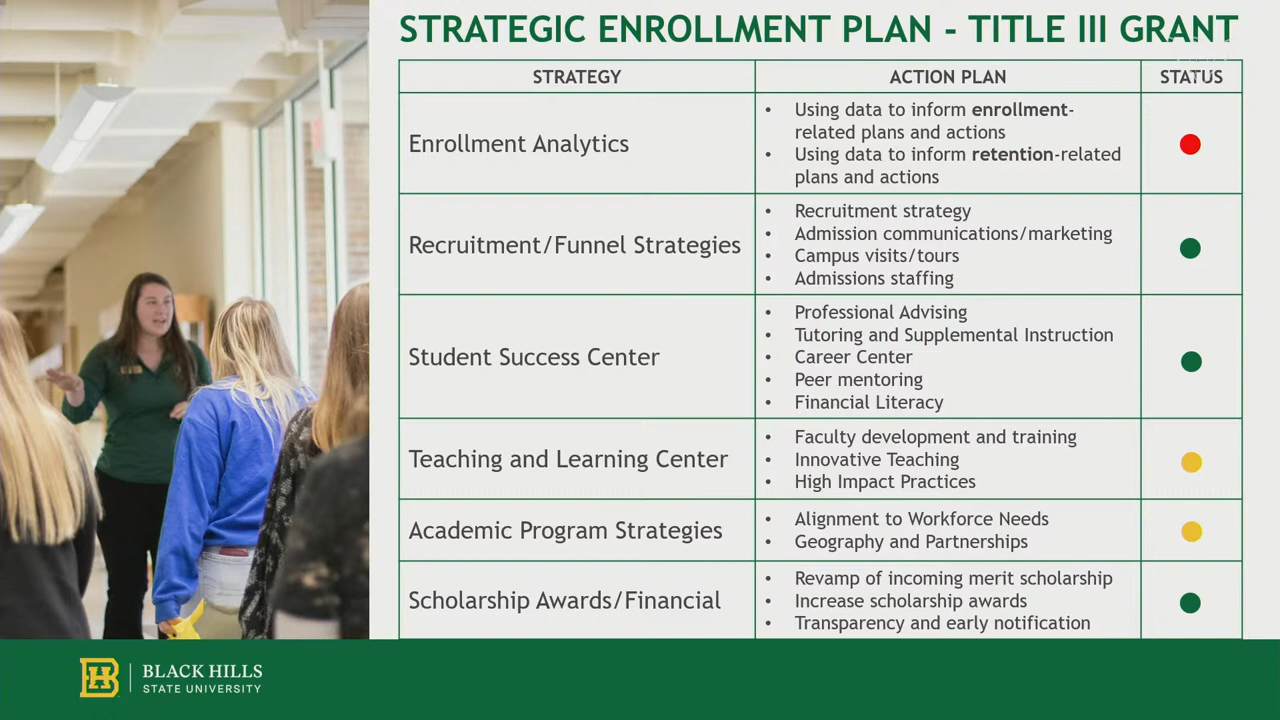 STRATEGIC ENROLLMENT PLAN - TITLE III GRANT
STRATEGY
ACTION PLAN
STATUS
Enrollment Analytics
• Using data to inform enrollment-
related plans and actions
• Using data to inform retention-related
plans and actions
Recruitment/Funnel Strategies
• Recruitment strategy
• Admission communications/marketing
• Campus visits/tours
• Admissions staffing
Student Success Center
• Professional Advising
• Tutoring and Supplemental Instruction
• Career Center
• Peer mentoring
• Financial Literacy
Teaching and Learning Center
• Faculty development and training
• Innovative Teaching
• High Impact Practices
Academic Program Strategies
• Alignment to Workforce Needs
• Geography and Partnerships
Scholarship Awards/Financial
• Revamp of incoming merit scholarship
• Increase scholarship awards
• Transparency and early notification
BH
BLACK HILLS
STATE UNIVERSITY